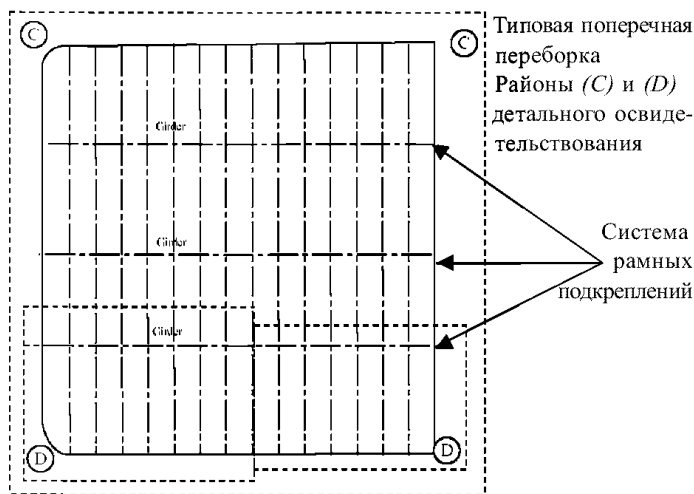 C
C
Типовая поперечная
переборка
Районы (C) и (D)
детального освиде-
тельствования
Girder
Girder
Система
рамных
подкреплений
Girder
D
D